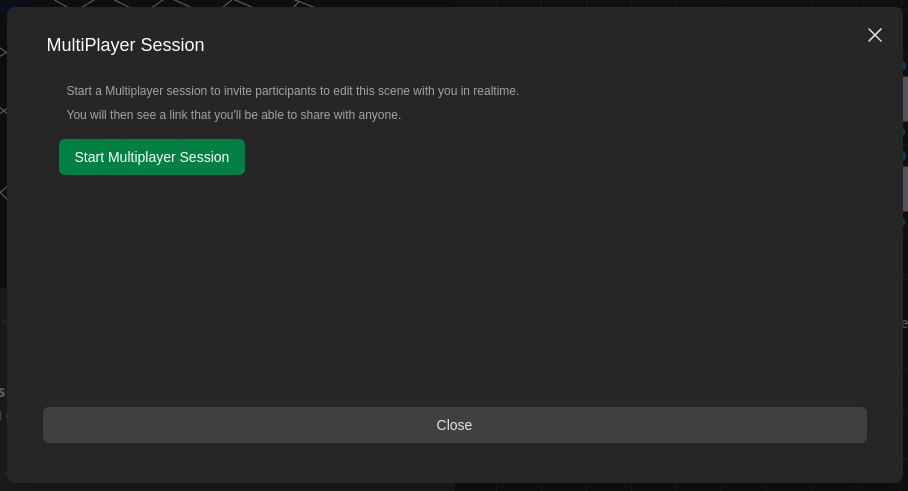 MultiPlayer Session
Start a Multiplayer session to invite participants to edit this scene with you in realtime.
You will then see a link that you'll be able to share with anyone.
Start Multiplayer Session
Close